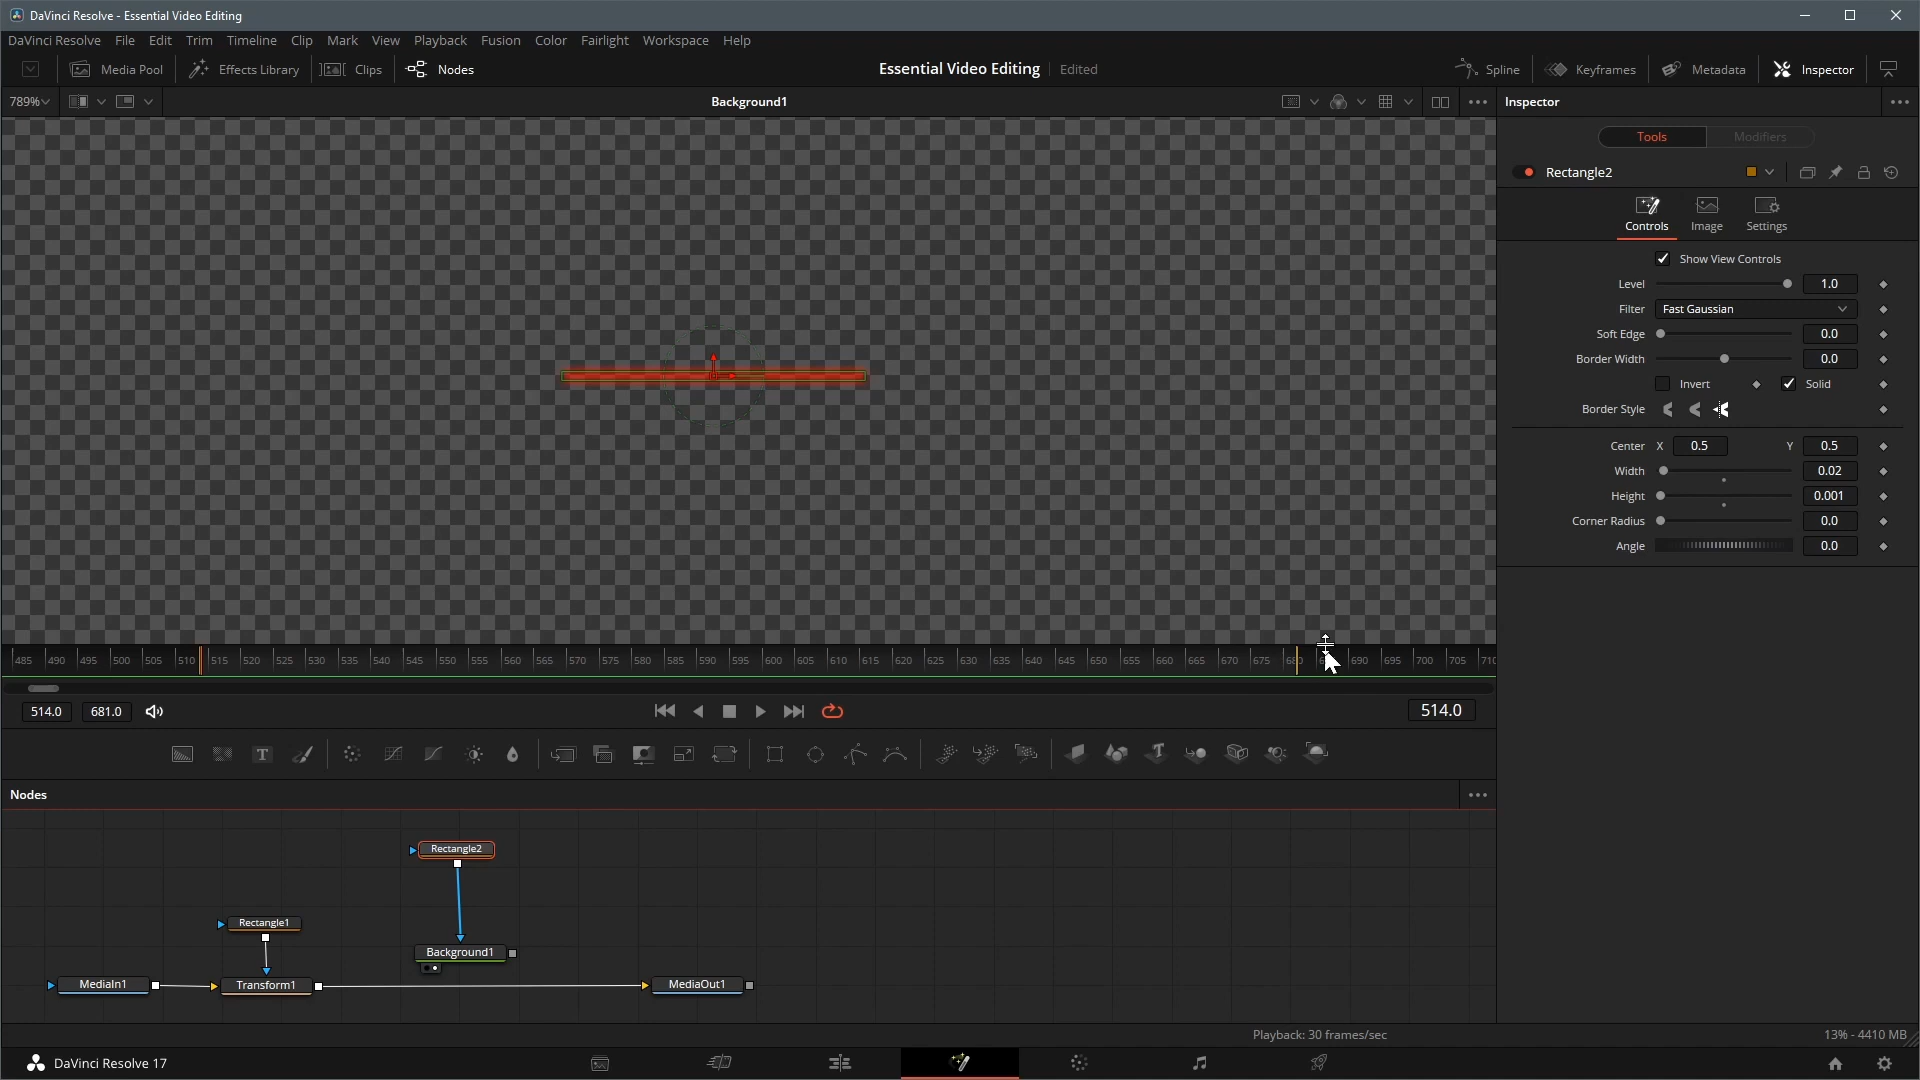 DaVinci Resolve - Essential Video Editing
DaVinci Resolve File Edit Trim Timeline Clip Mark View Playback Fusion Color Fairlight Workspace Help
Media Pool Effects Library Clips Nodes Essential Video Editing Edited Spline Keyframes Metadata Inspector
789% Background1 Inspector
Tools Modifiers
Rectangle2
Controls Image Settings
Show View Controls
Level 1.0
Filter Fast Gaussian
Soft Edge 0.0
Border Width 0.0
Invert Solid
Border Style
Center X 0.5 Y 0.5
Width 0.02
Height 0.001
Corner Radius 0.0
Angle 0.0
485 490 495 500 505 510 515 520 525 530 535 540 545 550 555 560 565 570 575 580 585 590 595 600 605 610 615 620 625 630 635 640 645 650 655 660 665 670 675 680 690 695 700 705 710
514.0 681.0 514.0
Nodes
Rectangle2
Rectangle1
Background1
MediaIn1 Transform1 MediaOut1
Playback: 30 frames/sec 13% - 4410 MB
DaVinci Resolve 17